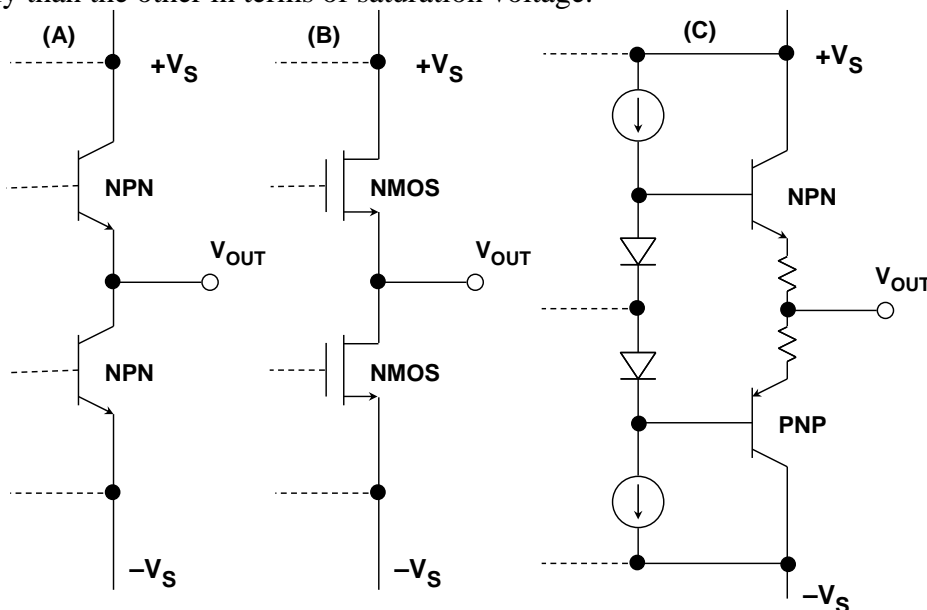 than the other in terms of saturation voltage.
(A)
+VS
NPN
VOUT
NPN
–VS
(B)
+VS
NMOS
VOUT
NMOS
–VS
(C)
+VS
NPN
VOUT
PNP
–VS